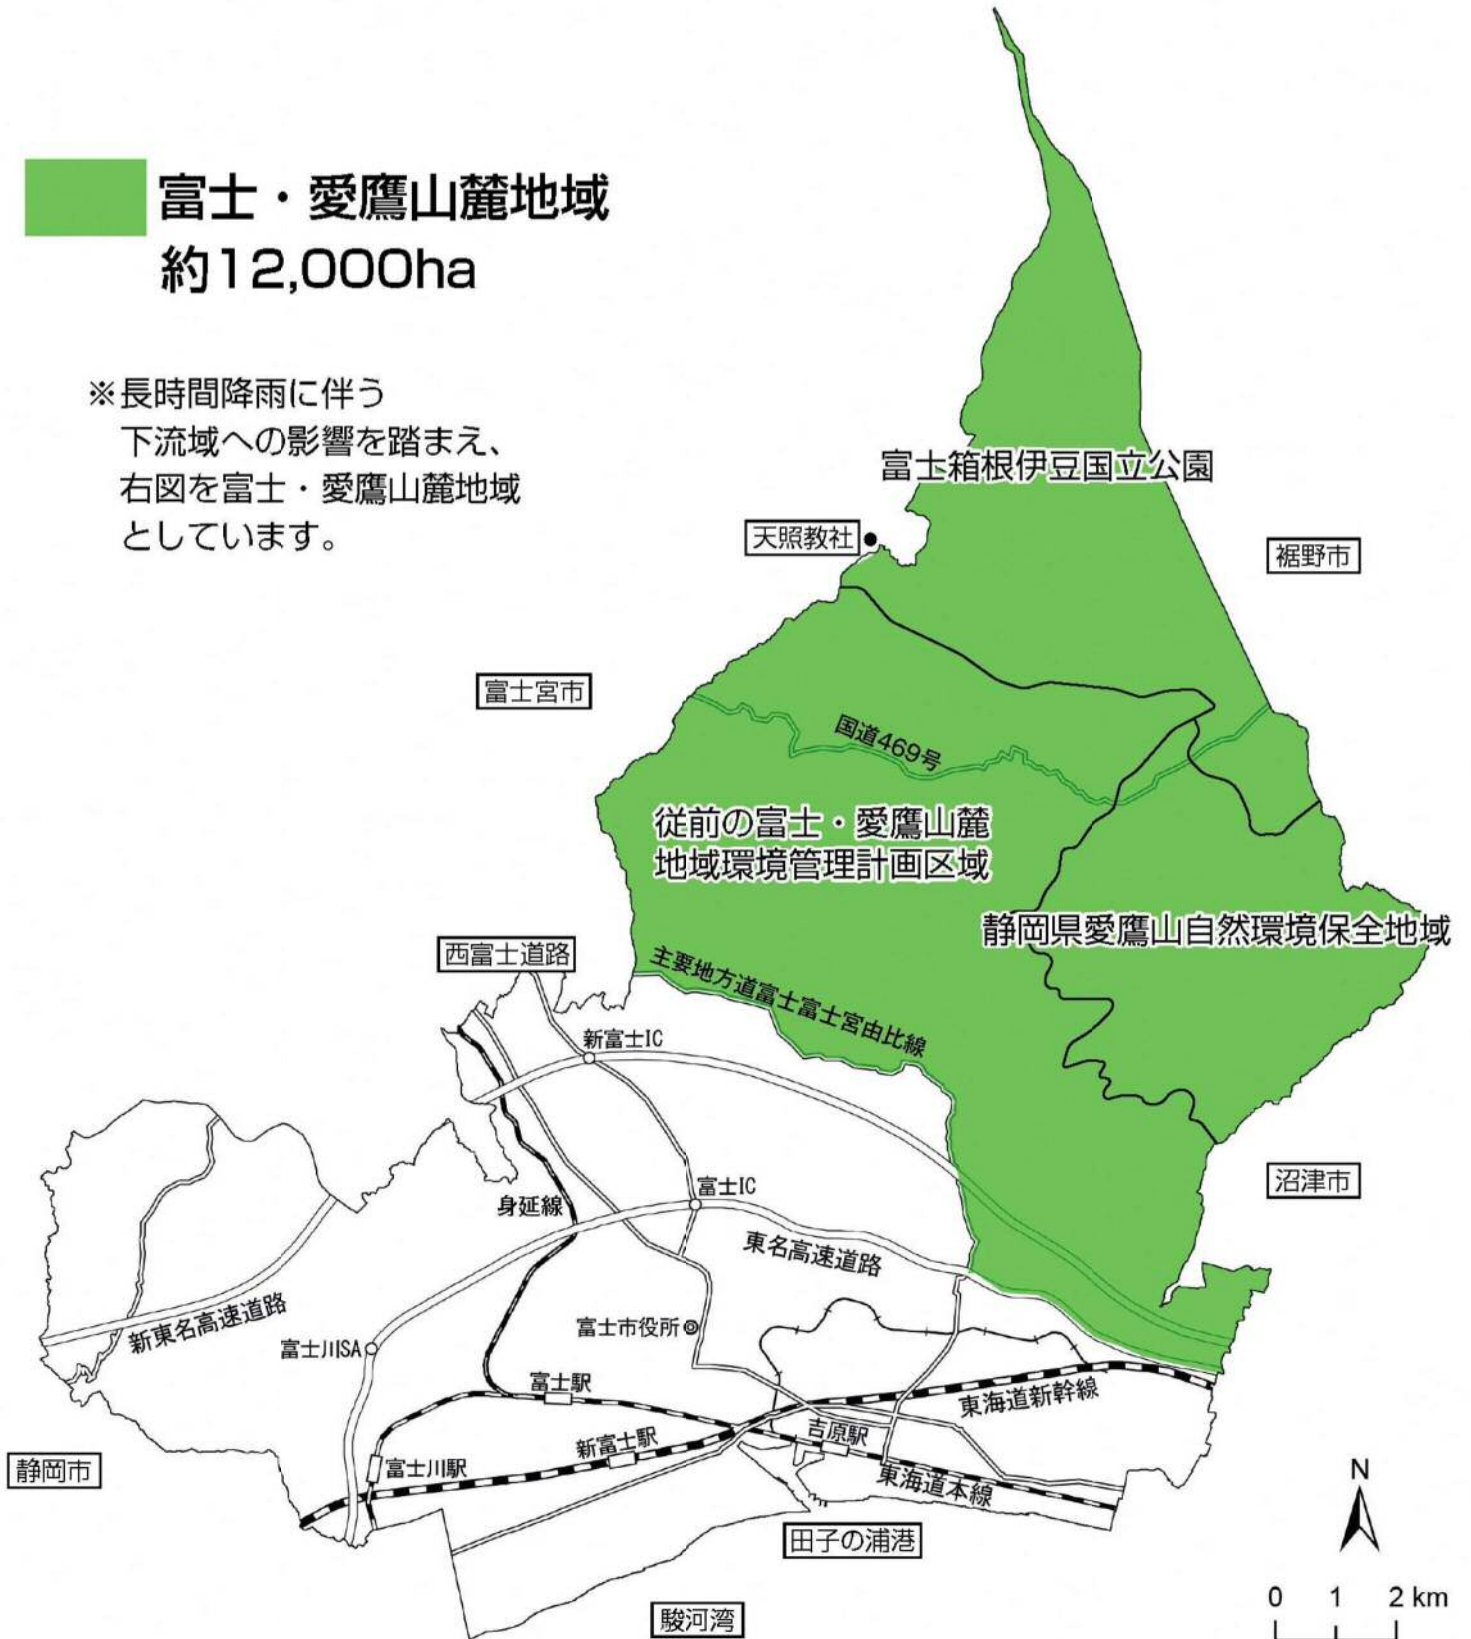 富士・愛鷹山麓地域
約12,000ha
※長時間降雨に伴う
下流域への影響を踏まえ、
右図を富士・愛鷹山麓地域
としています。
富士箱根伊豆国立公園
天照教社
裾野市
富士宮市
国道469号
従前の富士・愛鷹山麓
地域環境管理計画区域
静岡県愛鷹山自然環境保全地域
西富士道路
主要地方道富士富士宮由比線
新富士IC
沼津市
富士IC
身延線
東名高速道路
新東名高速道路
富士市役所
富士川SA
富士駅
東海道新幹線
新富士駅
吉原駅
富士川駅
東海道本線
静岡市
田子の浦港
駿河湾
N
0 1 2 km